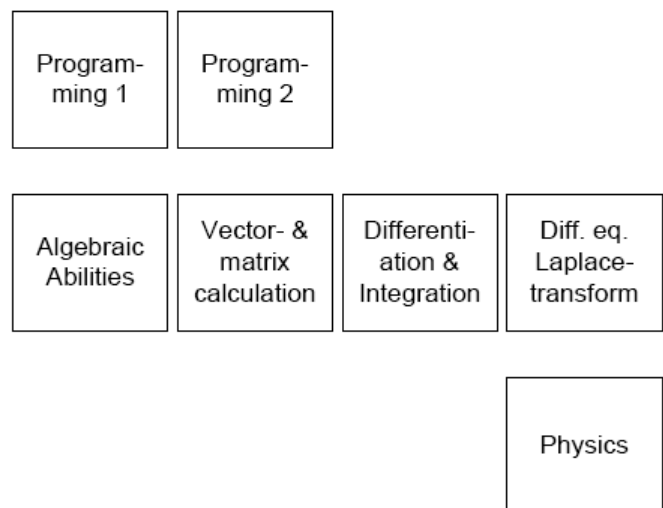 Program-
ming 1
Program-
ming 2
Algebraic
Abilities
Vector- &
matrix
calculation
Differenti-
ation &
Integration
Diff. eq.
Laplace-
transform
Physics